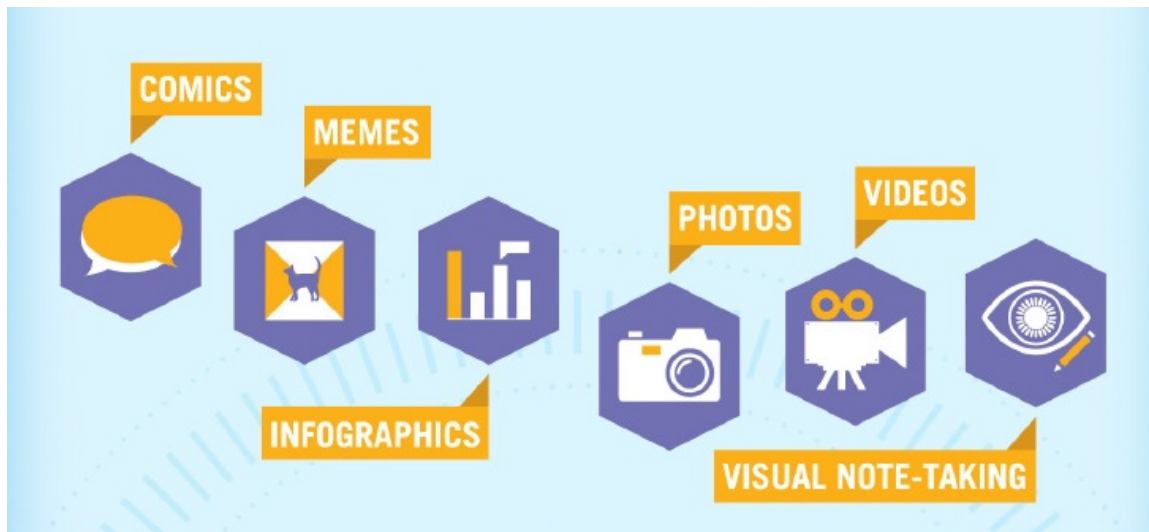 COMICS
MEMES
INFOGRAPHICS
PHOTOS
VIDEOS
VISUAL NOTE-TAKING